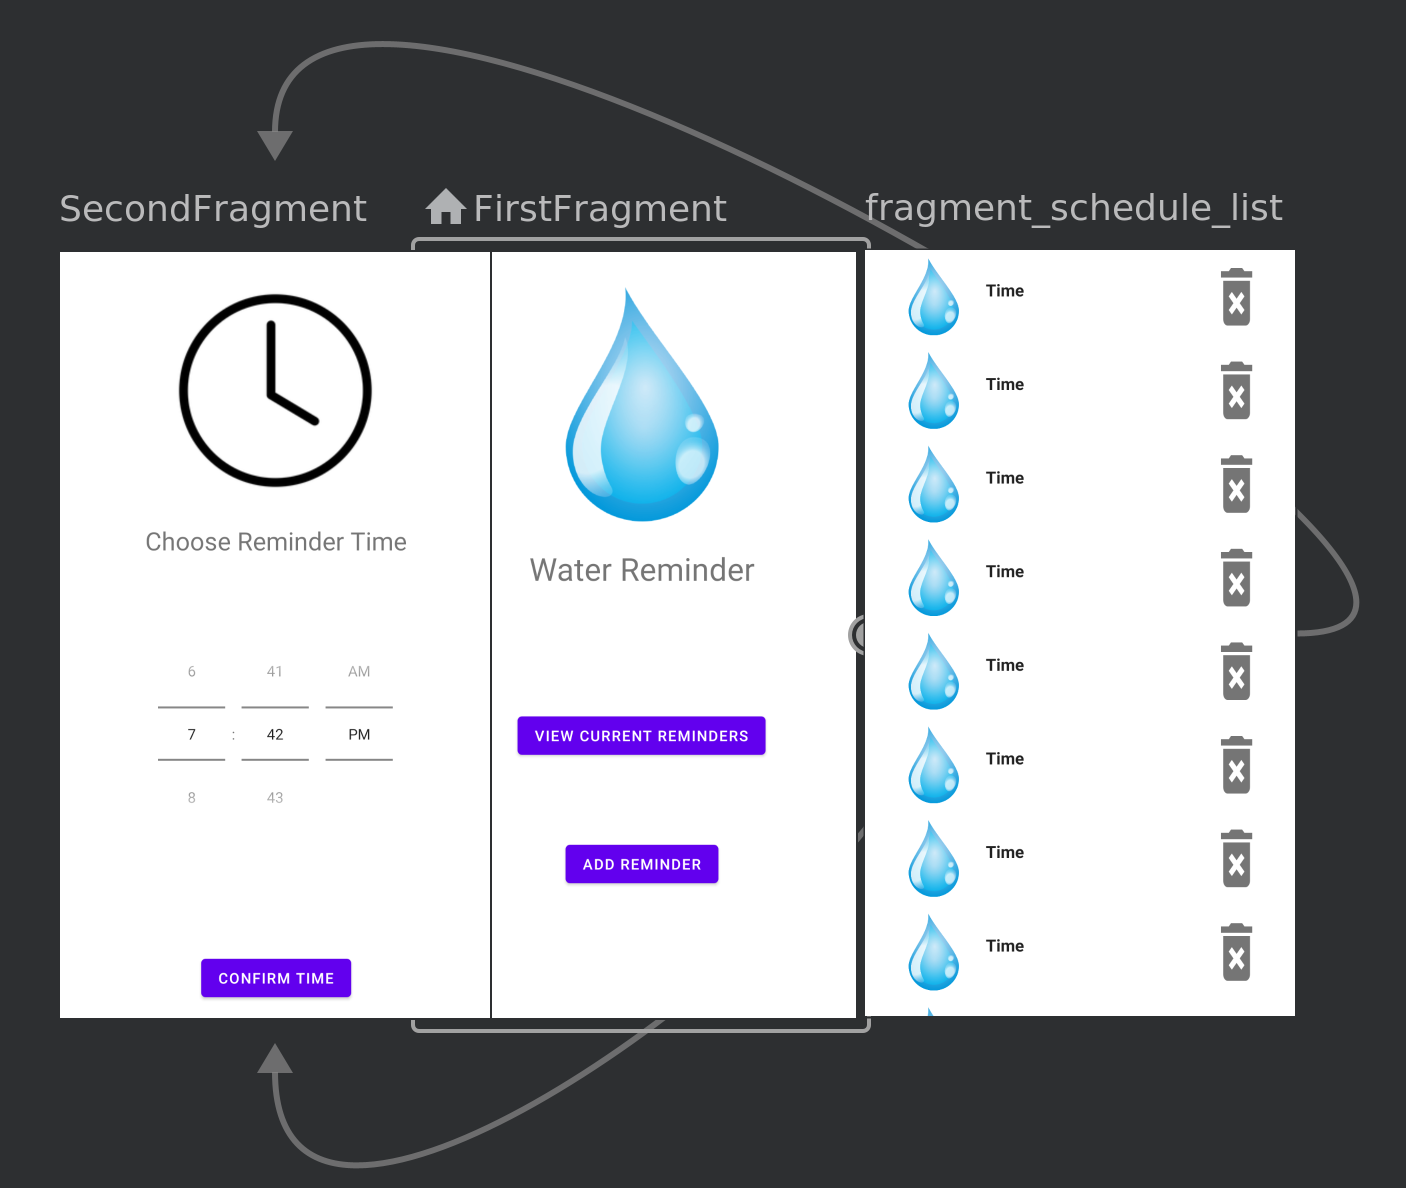 SecondFragment
FirstFragment
fragment_schedule_list
Choose Reminder Time
6 41 AM
7 : 42 PM
8 43
CONFIRM TIME
Water Reminder
VIEW CURRENT REMINDERS
ADD REMINDER
Time
Time
Time
Time
Time
Time
Time
Time